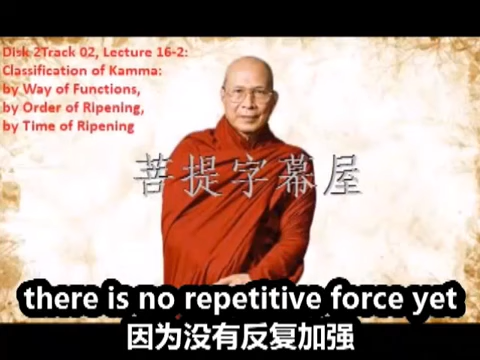 Disk 2Track 02, Lecture 16-2:
Classification of Kamma:
by Way of Functions,
by Order of Ripening,
by Time of Ripening
菩提字幕屋
there is no repetitive force yet
因为没有反复加强